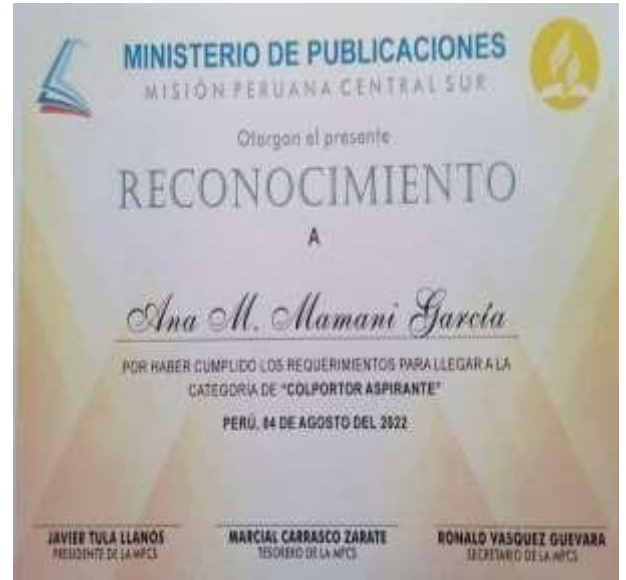 MINISTERIO DE PUBLICACIONES
MISIÓN PERUANA CENTRAL SUR
Otorgan el presente
RECONOCIMIENTO
A
Ana M. Mamani García
POR HABER CUMPLIDO LOS REQUERIMIENTOS PARA LLEGAR A LA
CATEGORÍA DE "COLPORTOR ASPIRANTE"
PERÚ, 04 DE AGOSTO DEL 2022
JAVIER TULA LLANOS MARCIAL CARRASCO ZARATE RONALD VASQUEZ GUEVARA
PRESIDENTE DE LA MPCS TESORERO DE LA MPCS SECRETARIO DE LA MPCS